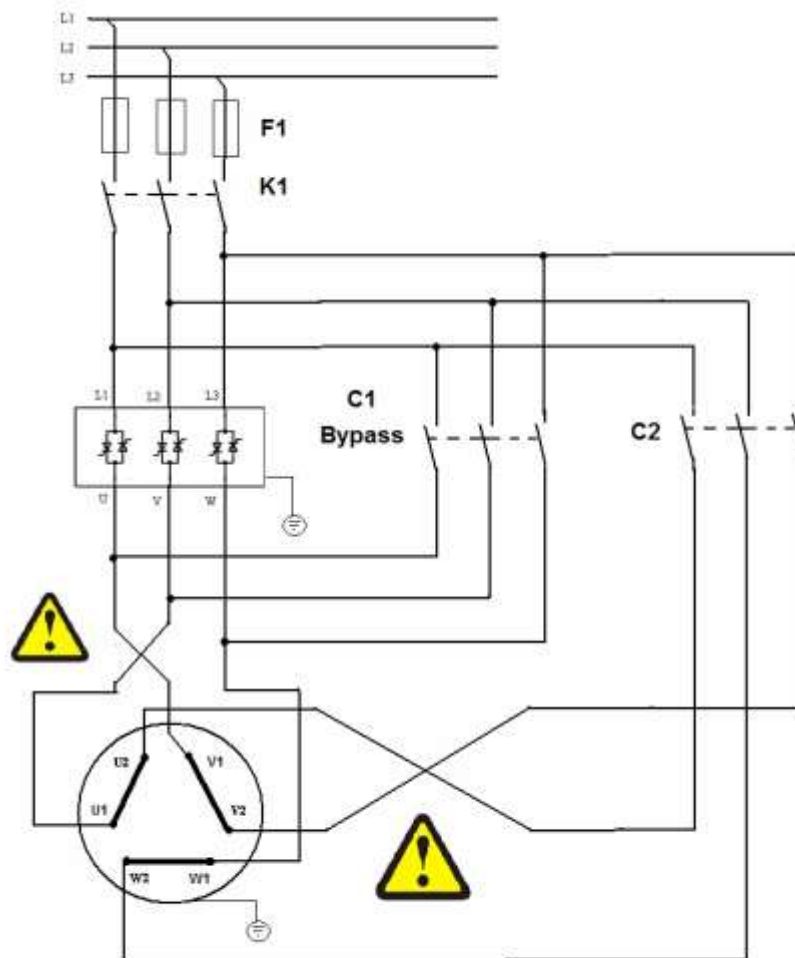 L1
L2
L3
F1
K1
L1 L2 L3
C1
Bypass
C2
U V W
!
U2 V1
U1 V2
W2 W1
!